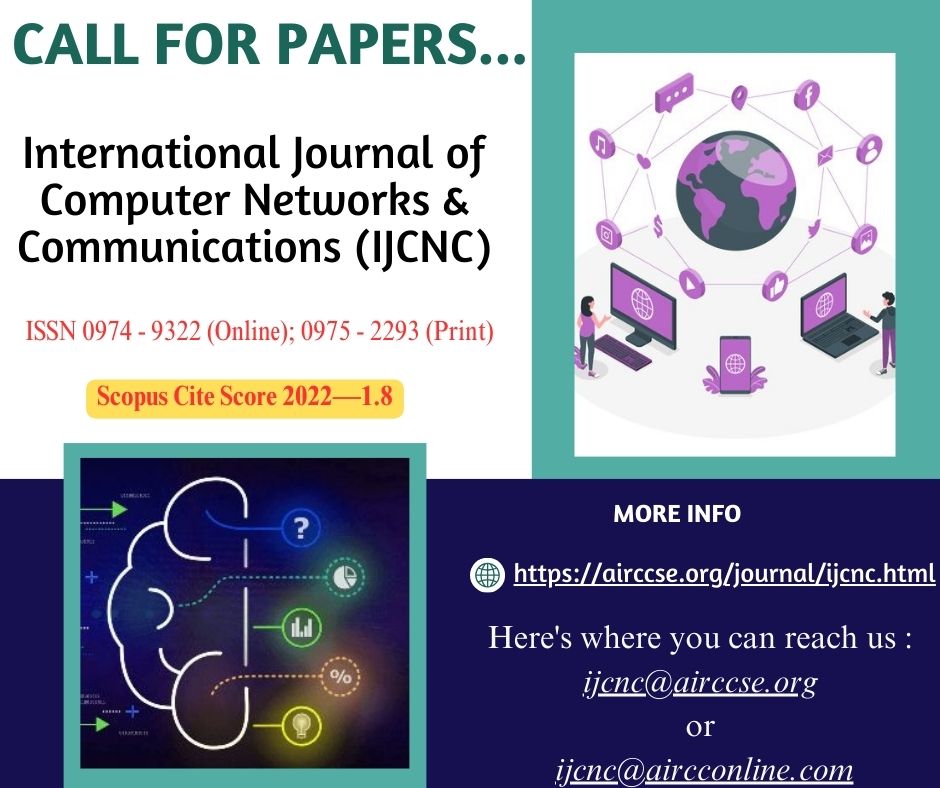 CALL FOR PAPERS...
International Journal of
Computer Networks &
Communications (IJCNC)
ISSN 0974 - 9322 (Online); 0975 - 2293 (Print)
Scopus Cite Score 2022—1.8
?
%
MORE INFO
https://airccse.org/journal/ijcnc.html
Here's where you can reach us :
ijcnc@airccse.org
or
ijcnc@aircconline.com